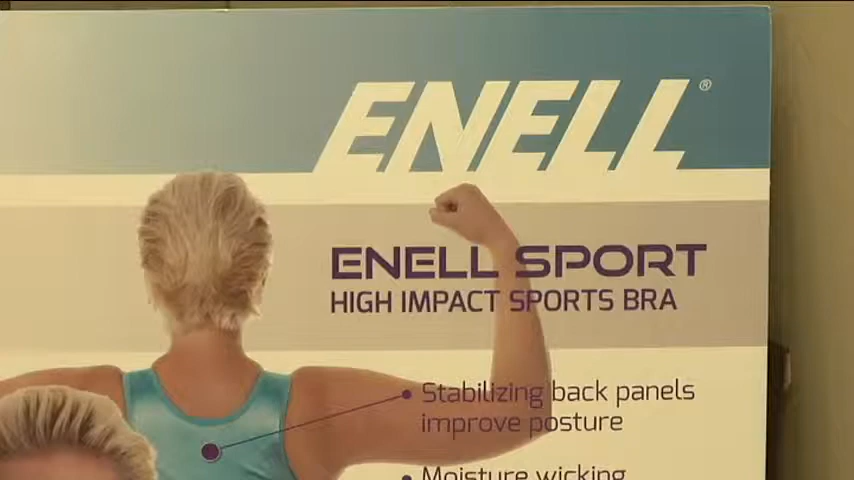 ENELL®
ENELL SPORT
HIGH IMPACT SPORTS BRA
Stabilizing back panels
improve posture
Moisture wicking